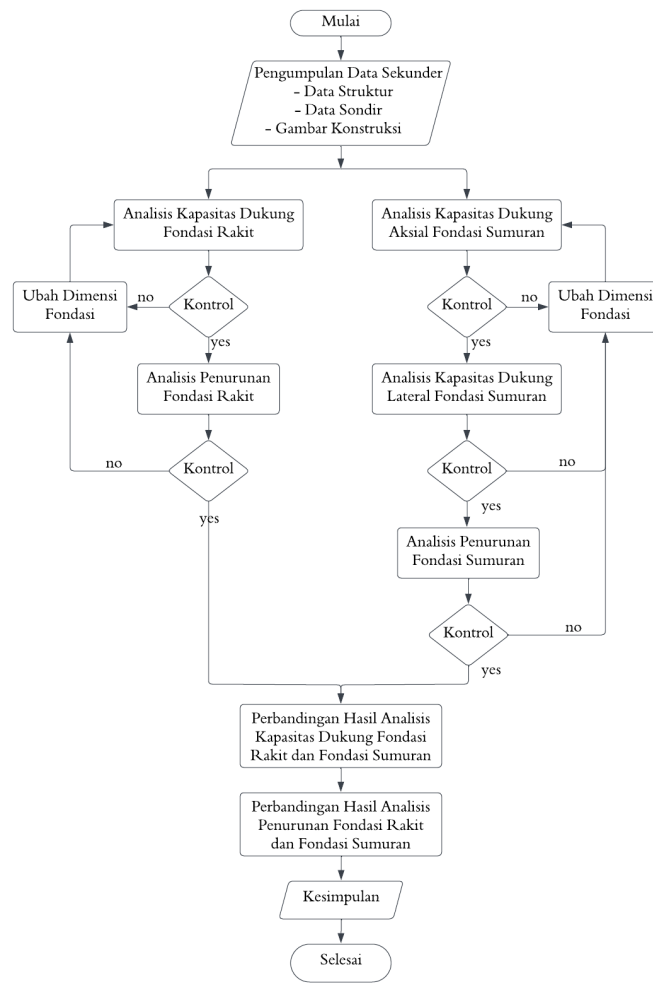 Mulai
Pengumpulan Data Sekunder
- Data Struktur
- Data Sondir
- Gambar Konstruksi
Analisis Kapasitas Dukung
Fondasi Rakit
Analisis Kapasitas Dukung
Aksial Fondasi Sumuran
Ubah Dimensi
Fondasi
no
Kontrol
Kontrol
no
Ubah Dimensi
Fondasi
yes
yes
Analisis Penurunan
Fondasi Rakit
Analisis Kapasitas Dukung
Lateral Fondasi Sumuran
no
Kontrol
Kontrol
no
yes
yes
Analisis Penurunan
Fondasi Sumuran
Kontrol
no
yes
Perbandingan Hasil Analisis
Kapasitas Dukung Fondasi
Rakit dan Fondasi Sumuran
Perbandingan Hasil Analisis
Penurunan Fondasi Rakit
dan Fondasi Sumuran
Kesimpulan
Selesai